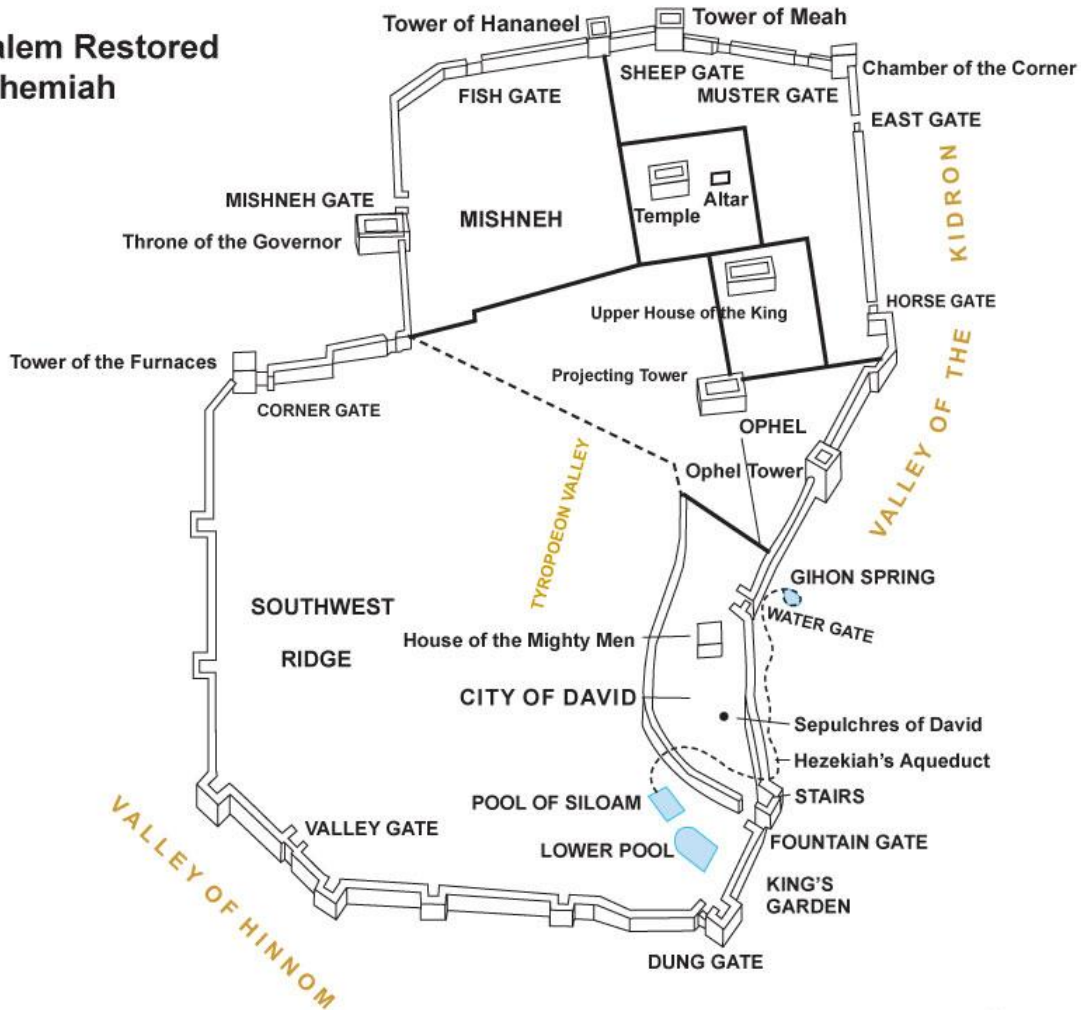 alem Restored
hemiah
Tower of Hananeel
Tower of Meah
SHEEP GATE
Chamber of the Corner
FISH GATE
MUSTER GATE
EAST GATE
MISHNEH GATE
MISHNEH
Temple
Altar
Throne of the Governor
VALLEY OF THE KIDRON
Upper House of the King
HORSE GATE
Tower of the Furnaces
Projecting Tower
CORNER GATE
OPHEL
Ophel Tower
TYROPOEON VALLEY
GIHON SPRING
WATER GATE
SOUTHWEST
RIDGE
House of the Mighty Men
CITY OF DAVID
Sepulchres of David
Hezekiah's Aqueduct
POOL OF SILOAM
STAIRS
VALLEY GATE
LOWER POOL
FOUNTAIN GATE
KING'S
GARDEN
VALLEY OF HINNOM
DUNG GATE